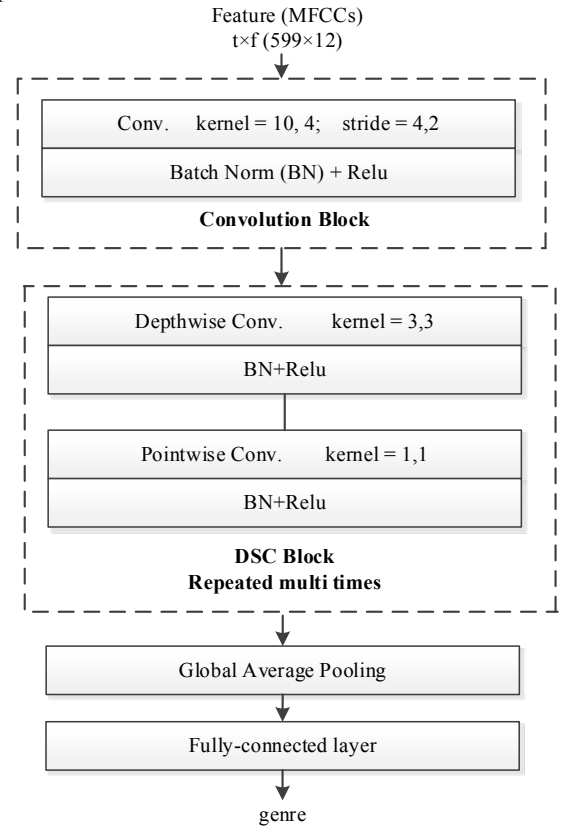 Feature (MFCCs)
t×f (599×12)
Conv. kernel = 10, 4; stride = 4,2
Batch Norm (BN) + Relu
Convolution Block
Depthwise Conv. kernel = 3,3
BN+Relu
Pointwise Conv. kernel = 1,1
BN+Relu
DSC Block
Repeated multi times
Global Average Pooling
Fully-connected layer
genre